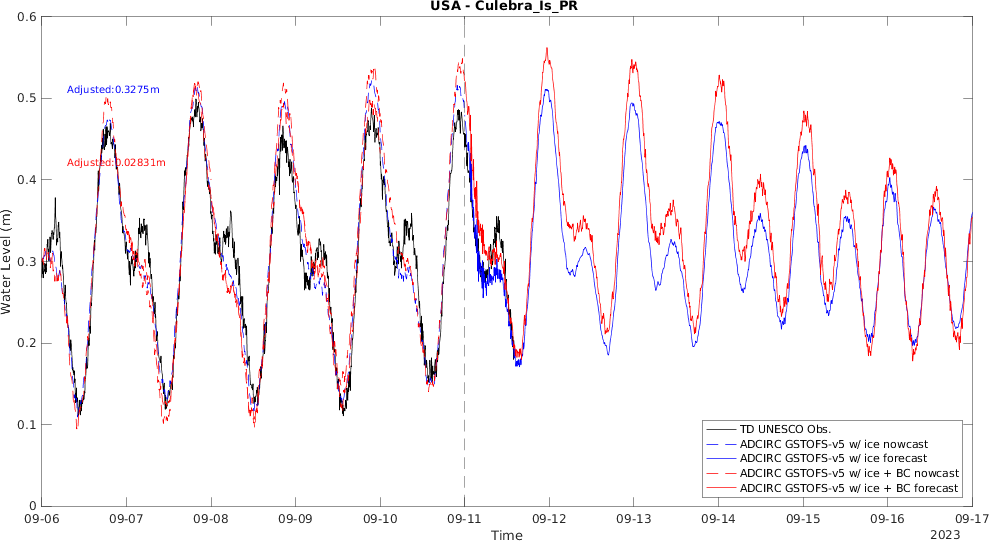 USA - Culebra_Is_PR
0.6
0.5
0.4
0.3
0.2
0.1
0
Water Level (m)
Adjusted:0.3275m
Adjusted:0.02831m
TD UNESCO Obs.
ADCIRC GSTOFS-v5 w/ ice nowcast
ADCIRC GSTOFS-v5 w/ ice forecast
ADCIRC GSTOFS-v5 w/ ice + BC nowcast
ADCIRC GSTOFS-v5 w/ ice + BC forecast
09-06 09-07 09-08 09-09 09-10 09-11 09-12 09-13 09-14 09-15 09-16 09-17
Time
2023